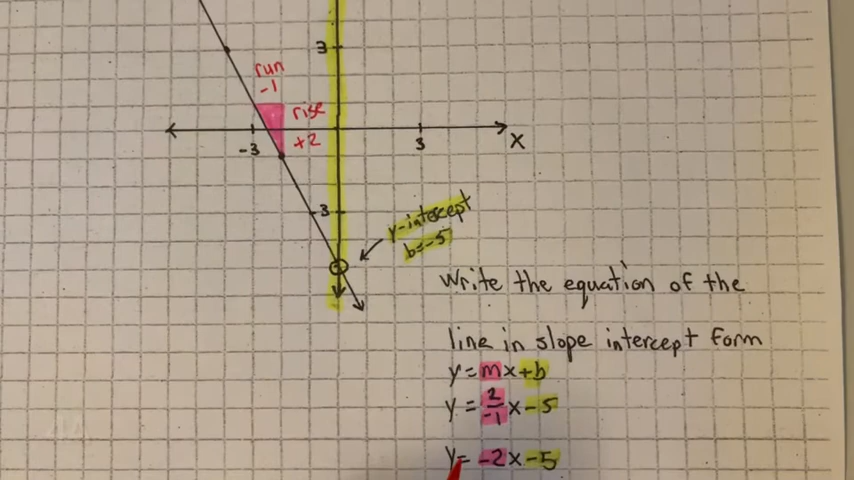 3
run
-1
rise
+2
-3
3
x
-3
y-intercept
b=-5
Write the equation of the
line in slope intercept form
y = mx+b
y = 2/-1 x - 5
y = -2x-5